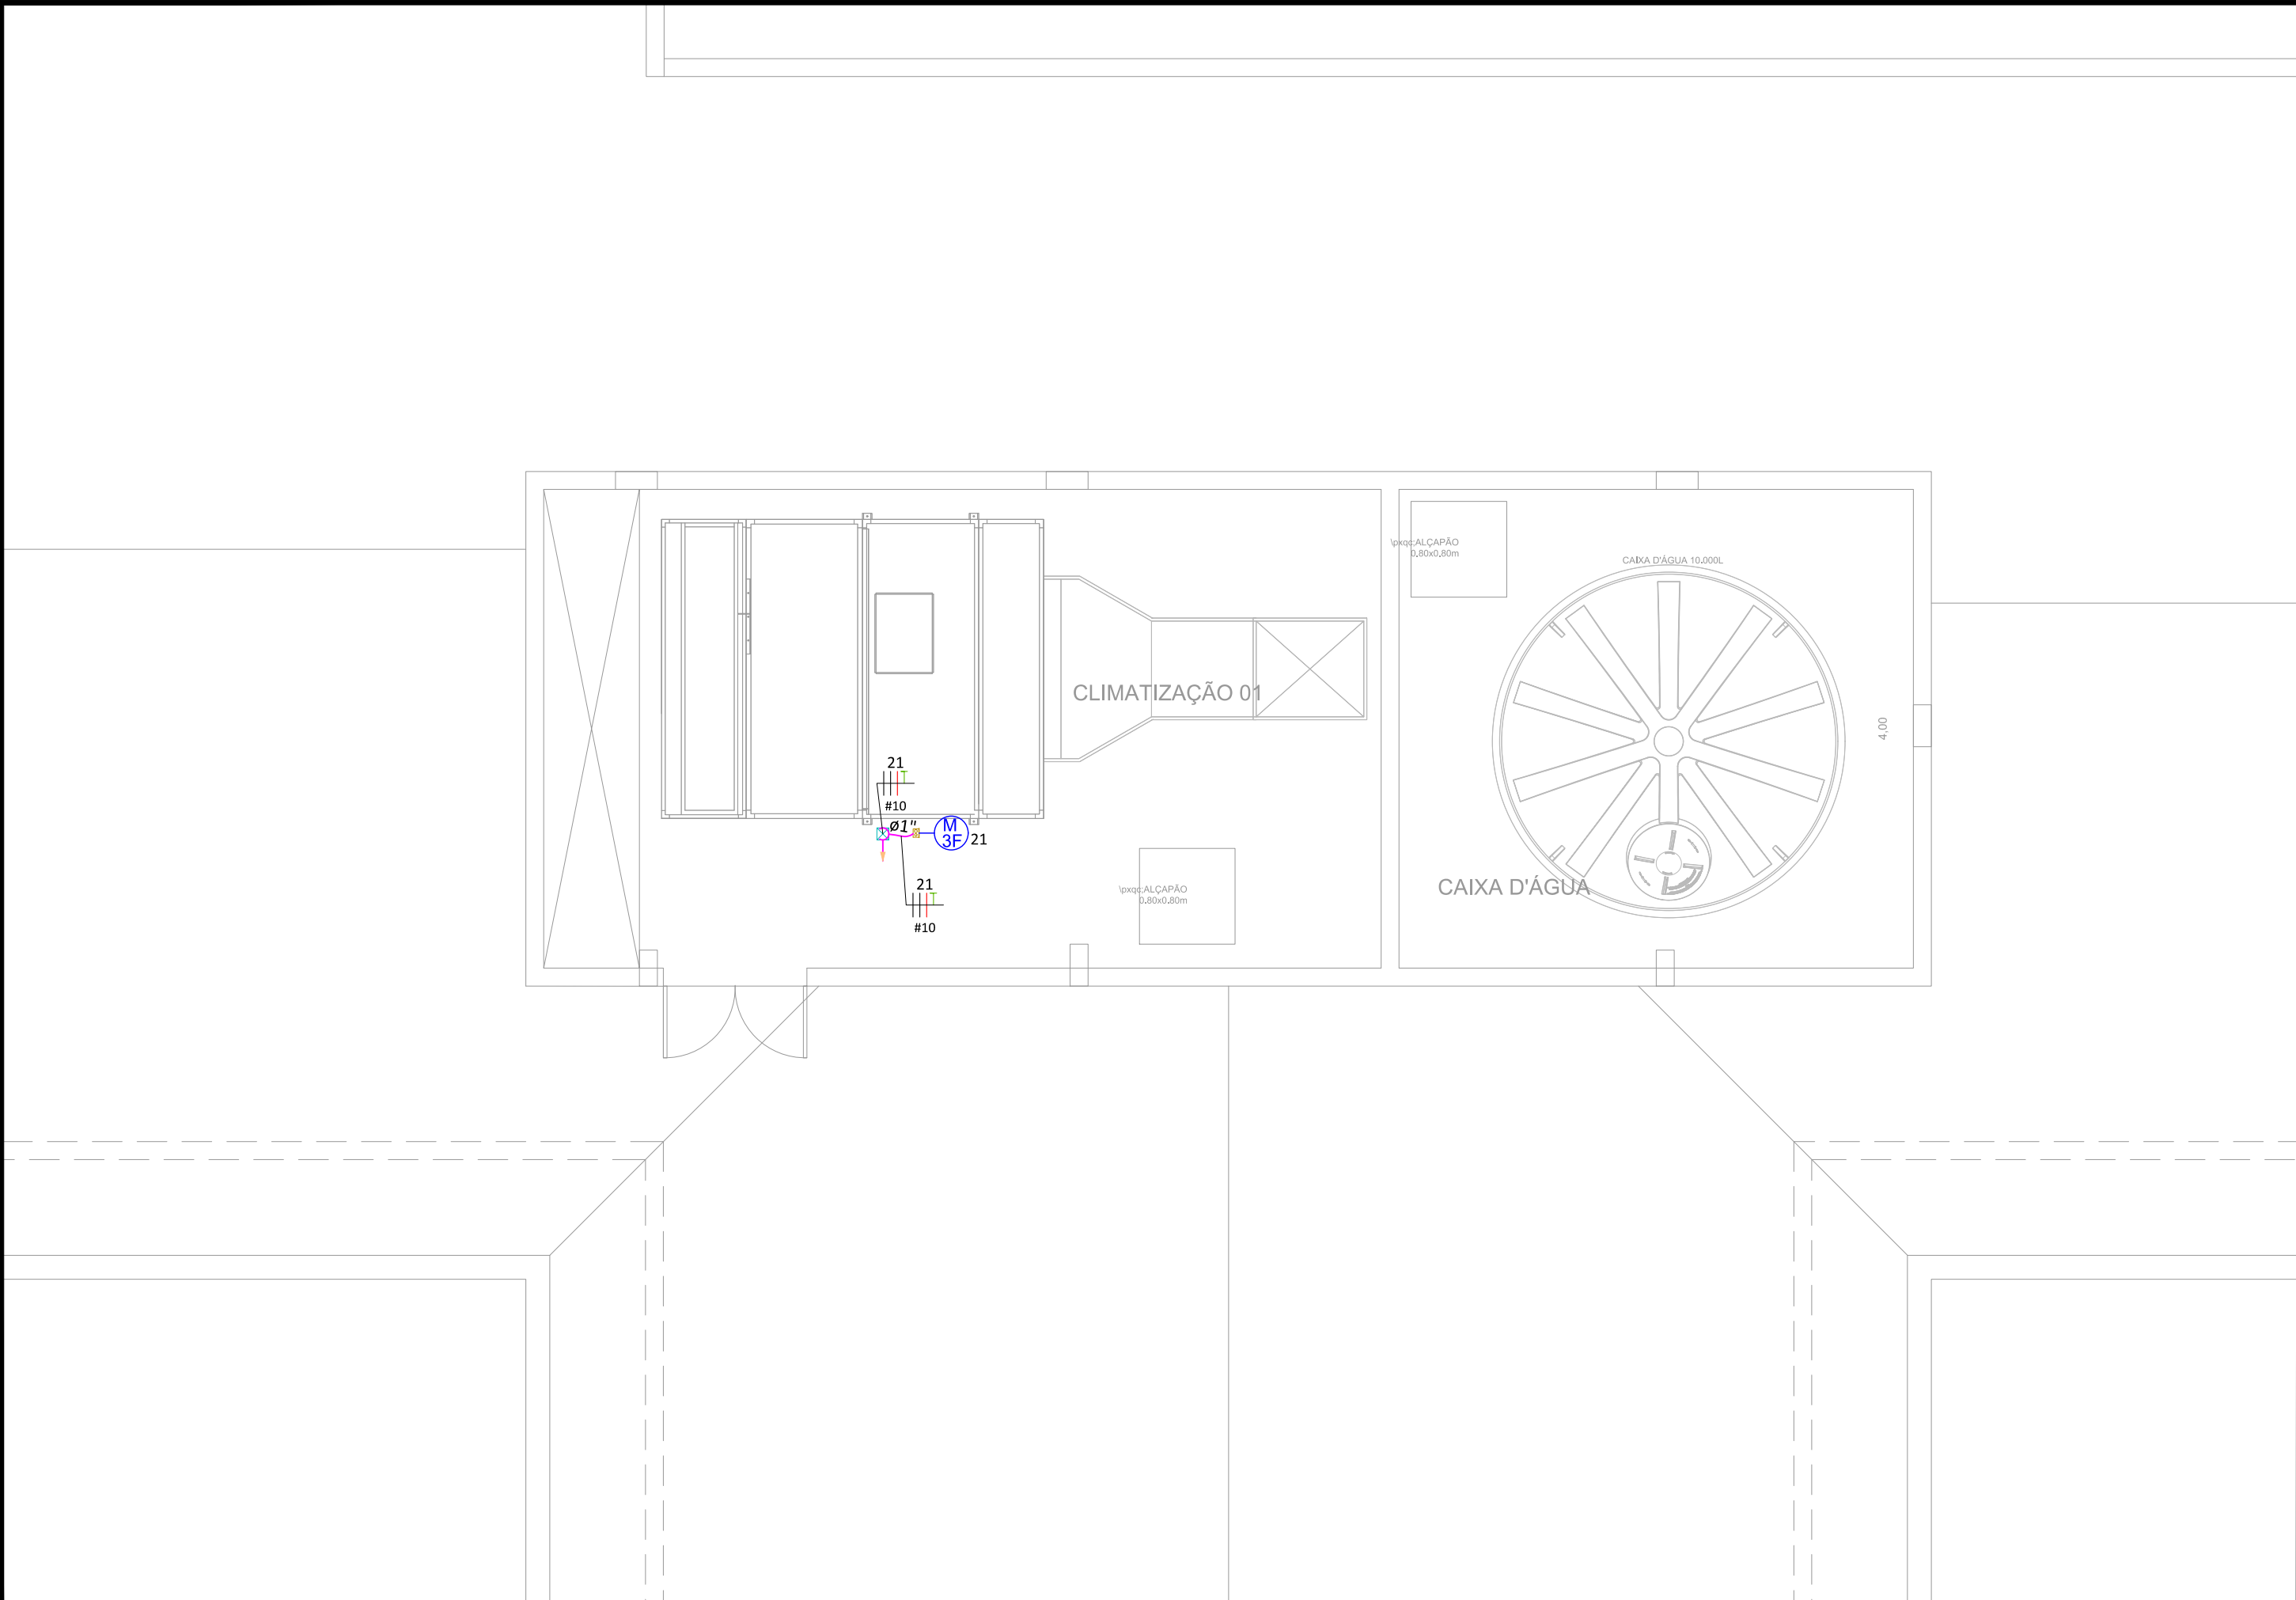 \pxqc;ALÇAPÃO
0.80x0.80m
CAIXA D'ÁGUA 10.000L
CLIMATIZAÇÃO 01
4,00
21
#10
ø1"
M
3F
21
21
#10
\pxqc;ALÇAPÃO
0.80x0.80m
CAIXA D'ÁGUA